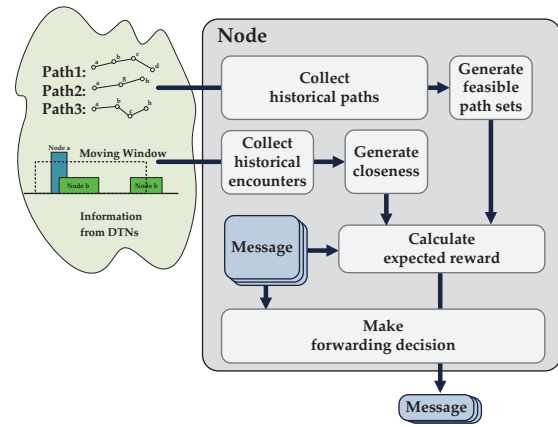 Node
Path1:
a b c d
Path2:
a g h
Path3:
a b c h
Collect
historical paths
Generate
feasible
path sets
Node a
Moving Window
Node b
Node b
Collect
historical
encounters
Generate
closeness
Information
from DTNs
Message
Calculate
expected reward
Make
forwarding decision
Message